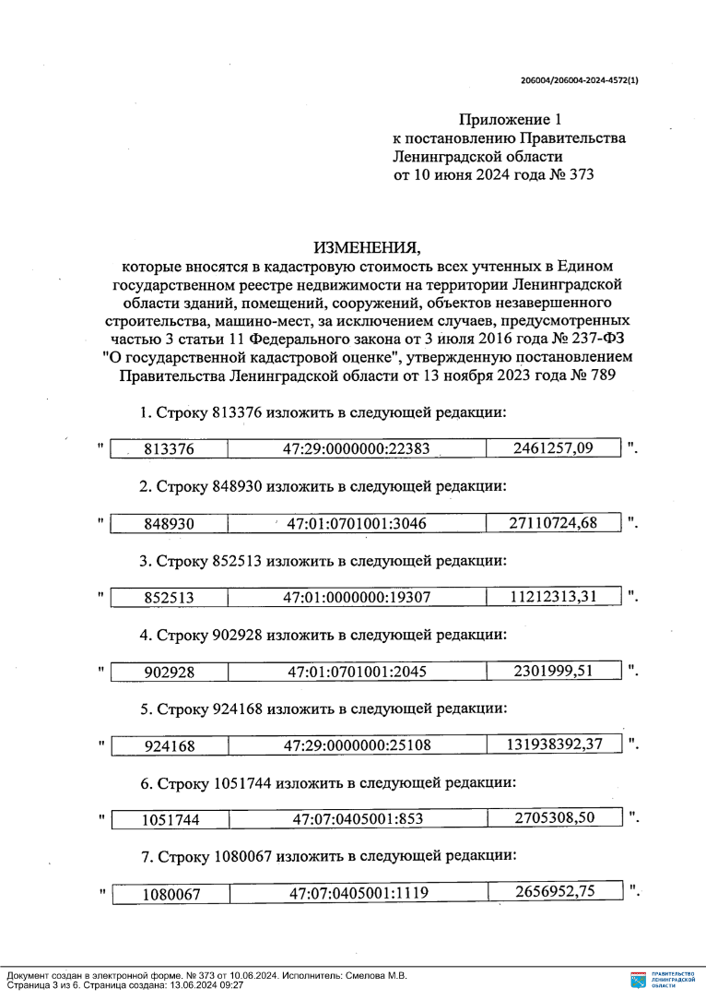 206004/206004-2024-4572(1)
Приложение 1
к постановлению Правительства
Ленинградской области
от 10 июня 2024 года № 373
ИЗМЕНЕНИЯ,
которые вносятся в кадастровую стоимость всех учтенных в Едином
государственном реестре недвижимости на территории Ленинградской
области зданий, помещений, сооружений, объектов незавершенного
строительства, машино-мест, за исключением случаев, предусмотренных
частью 3 статьи 11 Федерального закона от 3 июля 2016 года № 237-ФЗ
"О государственной кадастровой оценке", утвержденную постановлением
Правительства Ленинградской области от 13 ноября 2023 года № 789
1. Строку 813376 изложить в следующей редакции:
" 813376 47:29:0000000:22383 2461257,09 ".
2. Строку 848930 изложить в следующей редакции:
" 848930 47:01:0701001:3046 27110724,68 ".
3. Строку 852513 изложить в следующей редакции:
" 852513 47:01:0000000:19307 11212313,31 ".
4. Строку 902928 изложить в следующей редакции:
" 902928 47:01:0701001:2045 2301999,51 ".
5. Строку 924168 изложить в следующей редакции:
" 924168 47:29:0000000:25108 131938392,37 ".
6. Строку 1051744 изложить в следующей редакции:
" 1051744 47:07:0405001:853 2705308,50 ".
7. Строку 1080067 изложить в следующей редакции:
" 1080067 47:07:0405001:1119 2656952,75 ".
Документ создан в электронной форме. № 373 от 10.06.2024. Исполнитель: Смелова М.В.
Страница 3 из 6. Страница создана: 13.06.2024 09:27
ПРАВИТЕЛЬСТВО
ЛЕНИНГРАДСКОЙ
ОБЛАСТИ